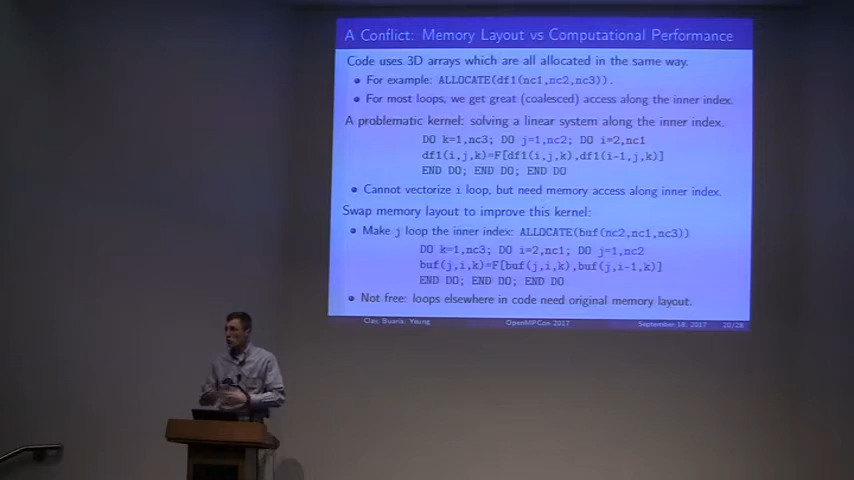 A Conflict: Memory Layout vs Computational Performance
Code uses 3D arrays which are all allocated in the same way.
For example: ALLOCATE(df1(nc1,nc2,nc3)).
For most loops, we get great (coalesced) access along the inner index.
A problematic kernel: solving a linear system along the inner index.
DO k=1,nc3; DO j=1,nc2; DO i=2,nc1
df1(i,j,k)=F[df1(i,j,k),df1(i-1,j,k)]
END DO; END DO; END DO
Cannot vectorize i loop, but need memory access along inner index.
Swap memory layout to improve this kernel:
Make j loop the inner index: ALLOCATE(buf(nc2,nc1,nc3))
DO k=1,nc3; DO i=2,nc1; DO j=1,nc2
buf(j,i,k)=F[buf(j,i,k),buf(j,i-1,k)]
END DO; END DO; END DO
Not free: loops elsewhere in code need original memory layout.
Clay, Buaria, Yeung OpenMPCon 2017 September 18, 2017 20/28